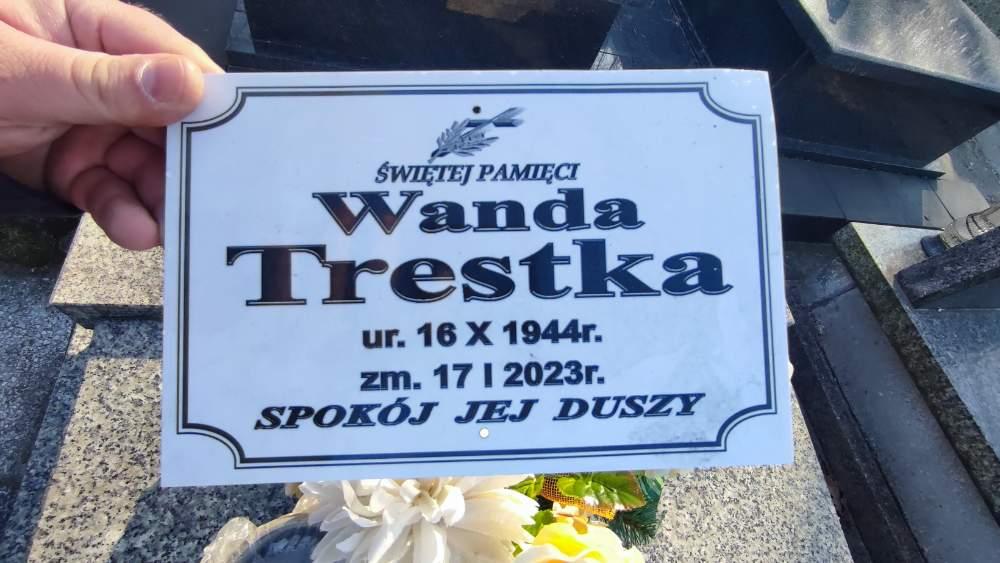 ŚWIĘTEJ PAMIĘCI
Wanda
Trestka
ur. 16 X 1944r.
zm. 17 I 2023r.
SPOKÓJ JEJ DUSZY